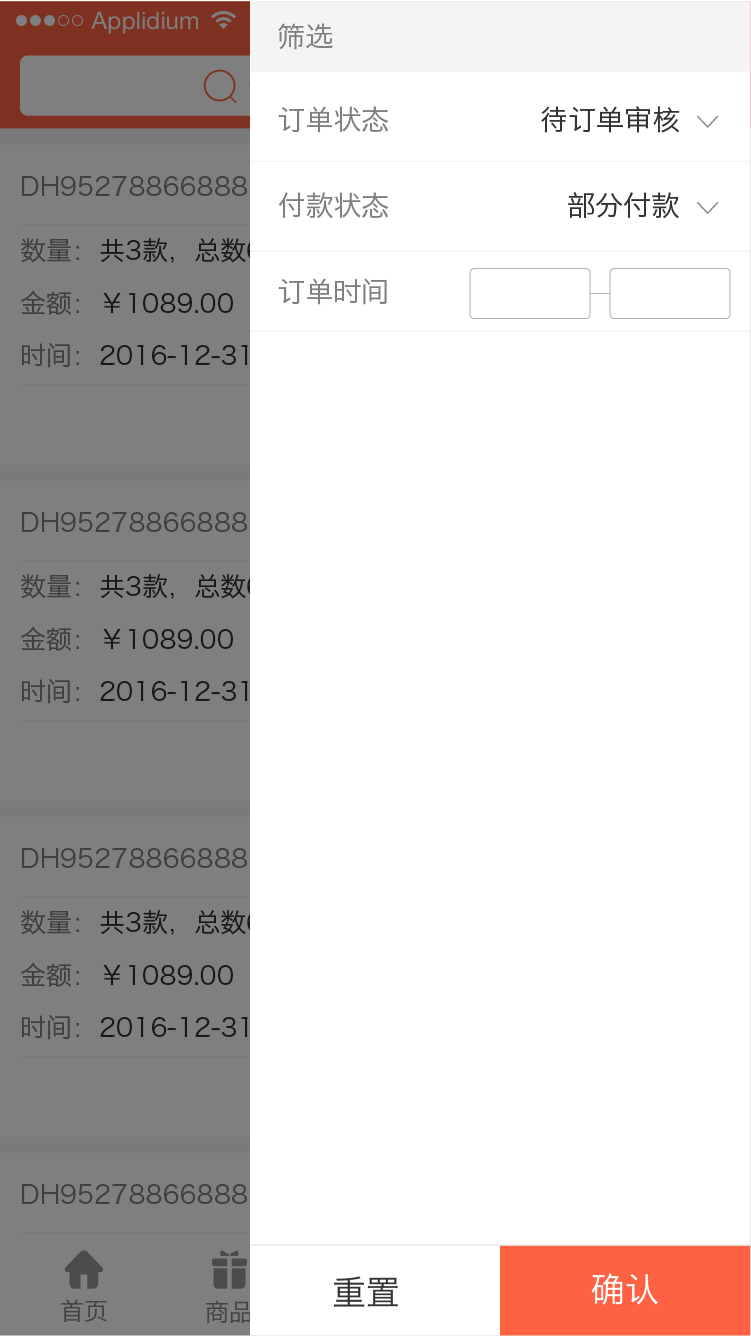 Applidium
筛选
订单状态 待订单审核
付款状态 部分付款
订单时间
DH95278866888
数量：共3款，总数
金额：￥1089.00
时间：2016-12-31
DH95278866888
数量：共3款，总数
金额：￥1089.00
时间：2016-12-31
DH95278866888
数量：共3款，总数
金额：￥1089.00
时间：2016-12-31
DH95278866888
首页 商品
重置 确认